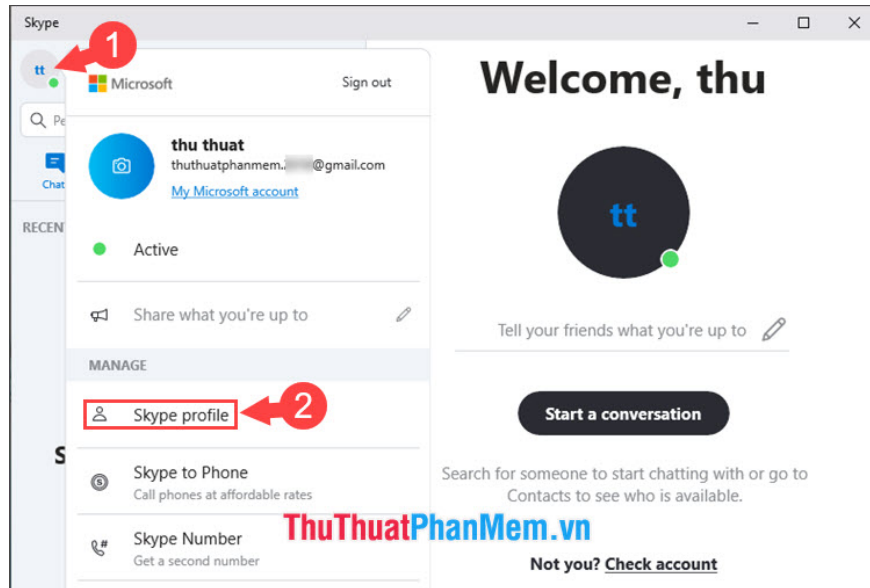 Skype
1
tt
Microsoft
Sign out
Pe
Chat
RECEN
thu thuat
thuthuatphanmem. @gmail.com
My Microsoft account
Active
Share what you're up to
MANAGE
Skype profile
2
S
Skype to Phone
Call phones at affordable rates
Skype Number
Get a second number
Welcome, thu
tt
Tell your friends what you're up to
Start a conversation
Search for someone to start chatting with or go to
Contacts to see who is available.
ThuThuatPhanMem.vn
Not you? Check account